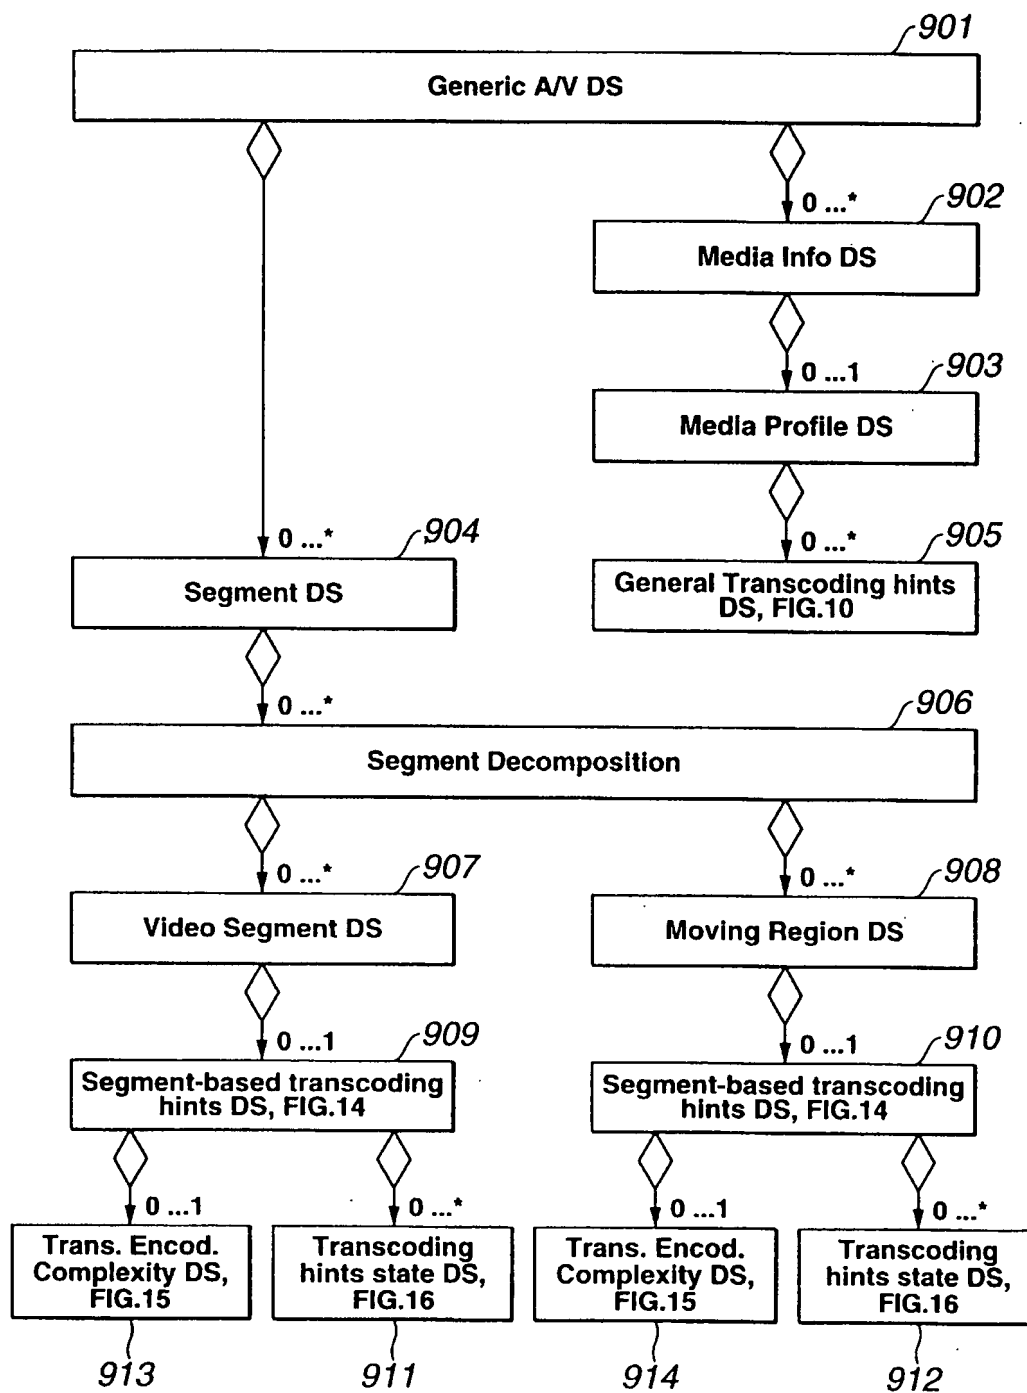 901
Generic A/V DS
0 ...*
902
Media Info DS
0 ...1
903
Media Profile DS
0 ...*
904
0 ...*
905
Segment DS
General Transcoding hints
DS, FIG.10
0 ...*
906
Segment Decomposition
0 ...*
907
0 ...*
908
Video Segment DS
Moving Region DS
0 ...1
909
0 ...1
910
Segment-based transcoding
hints DS, FIG.14
Segment-based transcoding
hints DS, FIG.14
0 ...1
0 ...*
0 ...1
0 ...*
Trans. Encod.
Complexity DS,
FIG.15
Transcoding
hints state DS,
FIG.16
Trans. Encod.
Complexity DS,
FIG.15
Transcoding
hints state DS,
FIG.16
913
911
914
912